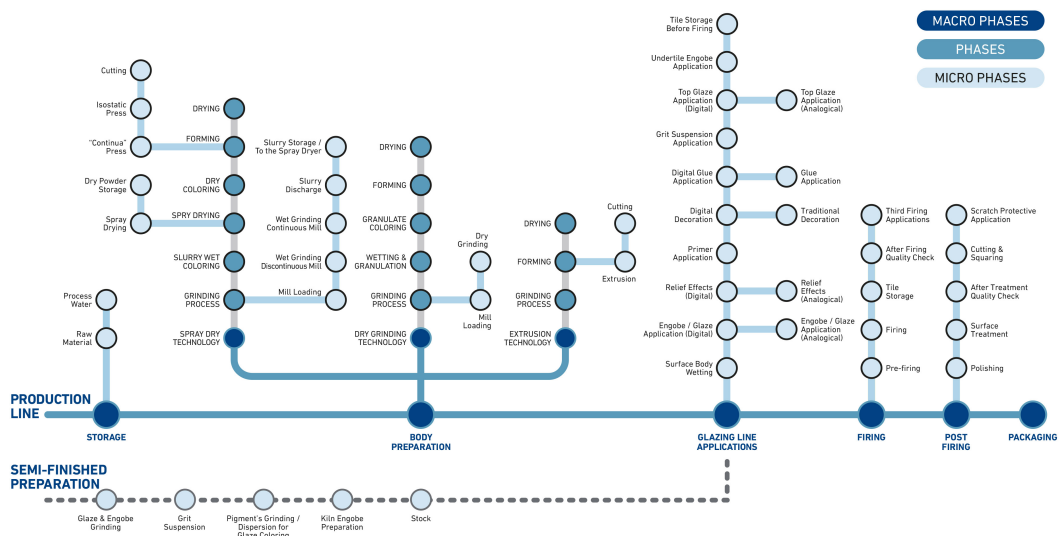 MACRO PHASES
PHASES
MICRO PHASES
Cutting
Isostatic
Press
"Continua"
Press
Dry Powder
Storage
Spray
Drying
Process
Water
Raw
Material
DRYING
FORMING
DRY
COLORING
SPRY DRYING
SLURRY WET
COLORING
GRINDING
PROCESS
SPRAY DRY
TECHNOLOGY
Slurry Storage /
To the Spray Dryer
Slurry
Discharge
Wet Grinding
Continuous Mill
Wet Grinding
Discontinuous Mill
Mill Loading
DRYING
FORMING
GRANULATE
COLORING
WETTING &
GRANULATION
GRINDING
PROCESS
DRY GRINDING
TECHNOLOGY
Dry
Grinding
Mill
Loading
DRYING
FORMING
GRINDING
PROCESS
EXTRUSION
TECHNOLOGY
Cutting
Extrusion
Tile Storage
Before Firing
Undertile Engobe
Application
Top Glaze
Application
(Digital)
Top Glaze
Application
(Analogical)
Grit Suspension
Application
Digital Glue
Application
Glue
Application
Digital
Decoration
Traditional
Decoration
Primer
Application
Relief Effects
(Digital)
Relief
Effects
(Analogical)
Engobe / Glaze
Application (Digital)
Engobe / Glaze
Application
(Analogical)
Surface Body
Wetting
Third Firing
Applications
After Firing
Quality Check
Tile
Storage
Firing
Pre-firing
Scratch Protective
Application
Cutting &
Squaring
After Treatment
Quality Check
Surface
Treatment
Polishing
PRODUCTION
LINE
STORAGE
BODY
PREPARATION
GLAZING LINE
APPLICATIONS
FIRING
POST
FIRING
PACKAGING
SEMI-FINISHED
PREPARATION
Glaze & Engobe
Grinding
Grit
Suspension
Pigment's Grinding /
Dispersion for
Glaze Coloring
Kiln Engobe
Preparation
Stock